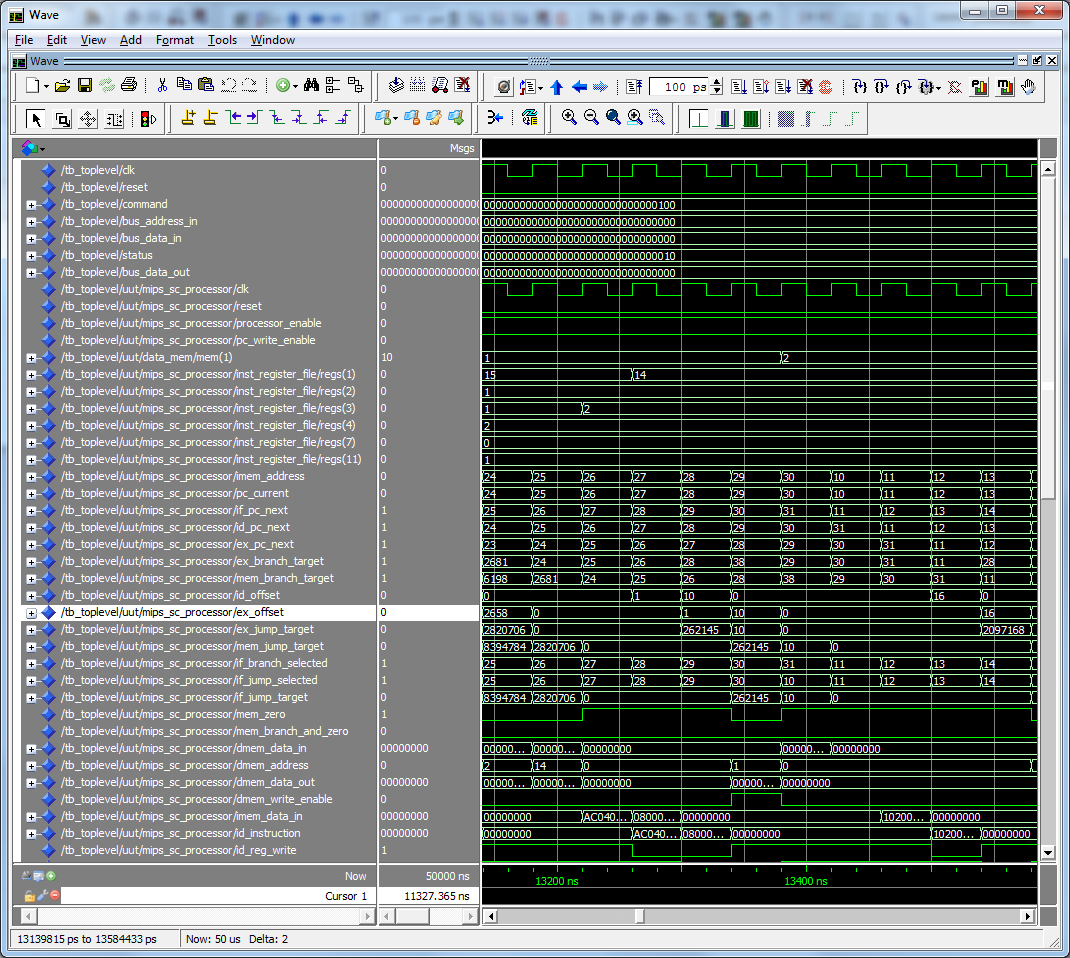 Wave
File Edit View Add Format Tools Window
Wave
100 ps
Msgs
/tb_toplevel/clk 0
/tb_toplevel/reset 0
/tb_toplevel/command 0000000000000000 00000000000000000000000000000100
/tb_toplevel/bus_address_in 0000000000000000 00000000000000000000000000000000
/tb_toplevel/bus_data_in 0000000000000000 00000000000000000000000000000000
/tb_toplevel/status 0000000000000000 00000000000000000000000000000010
/tb_toplevel/bus_data_out 0000000000000000 00000000000000000000000000000000
/tb_toplevel/uut/mips_sc_processor/clk 0
/tb_toplevel/uut/mips_sc_processor/reset 0
/tb_toplevel/uut/mips_sc_processor/processor_enable 0
/tb_toplevel/uut/mips_sc_processor/pc_write_enable 0
/tb_toplevel/uut/data_mem/mem(1) 10 1 2
/tb_toplevel/uut/mips_sc_processor/inst_register_file/regs(1) 0 15 14
/tb_toplevel/uut/mips_sc_processor/inst_register_file/regs(2) 0 1
/tb_toplevel/uut/mips_sc_processor/inst_register_file/regs(3) 0 1 2
/tb_toplevel/uut/mips_sc_processor/inst_register_file/regs(4) 0 2
/tb_toplevel/uut/mips_sc_processor/inst_register_file/regs(7) 0 0
/tb_toplevel/uut/mips_sc_processor/inst_register_file/regs(11) 0 1
/tb_toplevel/uut/mips_sc_processor/imem_address 0 24 25 26 27 28 29 30 10 11 12 13
/tb_toplevel/uut/mips_sc_processor/pc_current 0 24 25 26 27 28 29 30 10 11 12 13
/tb_toplevel/uut/mips_sc_processor/if_pc_next 1 25 26 27 28 29 30 31 11 12 13 14
/tb_toplevel/uut/mips_sc_processor/id_pc_next 1 24 25 26 27 28 29 30 31 11 12 13
/tb_toplevel/uut/mips_sc_processor/ex_pc_next 1 23 24 25 26 27 28 29 30 31 11 12
/tb_toplevel/uut/mips_sc_processor/ex_branch_target 1 2681 24 25 26 28 38 29 30 31 11 28
/tb_toplevel/uut/mips_sc_processor/mem_branch_target 1 6198 2681 24 25 26 28 38 29 30 31 11
/tb_toplevel/uut/mips_sc_processor/id_offset 0 0 1 10 0 16 0
/tb_toplevel/uut/mips_sc_processor/ex_offset 0 2658 0 1 10 0 16
/tb_toplevel/uut/mips_sc_processor/ex_jump_target 0 2820706 0 262145 10 0 2097168
/tb_toplevel/uut/mips_sc_processor/mem_jump_target 0 8394784 2820706 0 262145 10 0
/tb_toplevel/uut/mips_sc_processor/if_branch_selected 1 25 26 27 28 29 30 31 11 12 13 14
/tb_toplevel/uut/mips_sc_processor/if_jump_selected 1 25 26 27 28 29 30 10 11 12 13 14
/tb_toplevel/uut/mips_sc_processor/if_jump_target 0 8394784 2820706 0 262145 10 0
/tb_toplevel/uut/mips_sc_processor/mem_zero 1
/tb_toplevel/uut/mips_sc_processor/mem_branch_and_zero 0
/tb_toplevel/uut/mips_sc_processor/dmem_data_in 00000000 00000... 00000... 00000000 00000... 00000000
/tb_toplevel/uut/mips_sc_processor/dmem_address 0 2 14 0 1 0
/tb_toplevel/uut/mips_sc_processor/dmem_data_out 00000000 00000... 00000... 00000000 00000... 00000000
/tb_toplevel/uut/mips_sc_processor/dmem_write_enable 0
/tb_toplevel/uut/mips_sc_processor/imem_data_in 00000000 00000000 AC040... 08000... 00000000 10200... 00000000
/tb_toplevel/uut/mips_sc_processor/id_instruction 00000000 00000000 AC040... 08000... 00000000 10200... 00000000
/tb_toplevel/uut/mips_sc_processor/id_reg_write 1
Now 50000 ns 13200 ns 13400 ns
Cursor 1 11327.365 ns
13139815 ps to 13584433 ps Now: 50 us Delta: 2